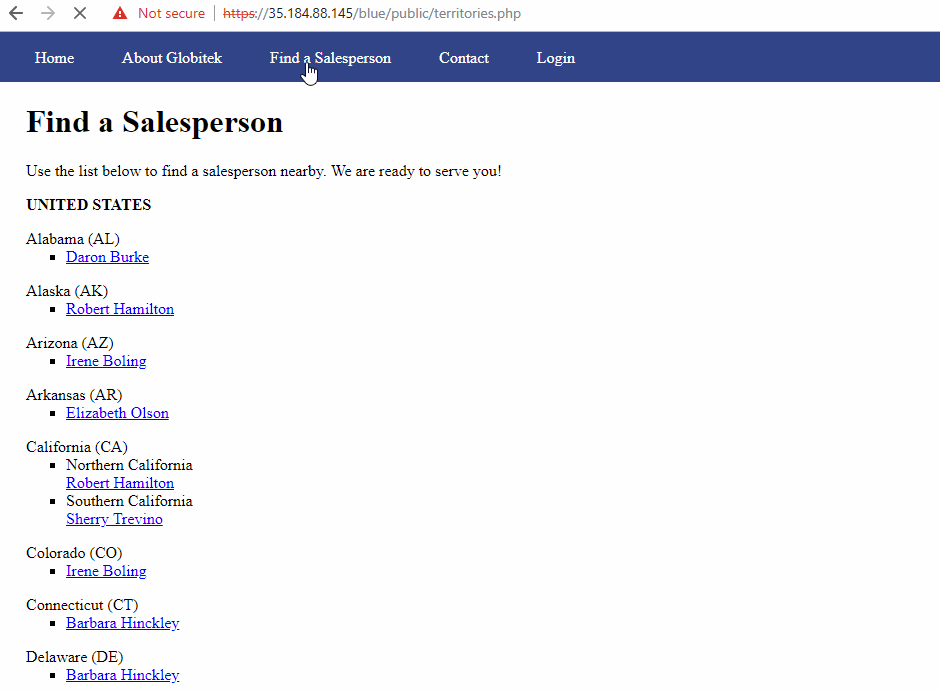 Not secure | https://35.184.88.145/blue/public/territories.php
Home About Globitek Find a Salesperson Contact Login
Find a Salesperson
Use the list below to find a salesperson nearby. We are ready to serve you!
UNITED STATES
Alabama (AL)
Daron Burke
Alaska (AK)
Robert Hamilton
Arizona (AZ)
Irene Boling
Arkansas (AR)
Elizabeth Olson
California (CA)
Northern California
Robert Hamilton
Southern California
Sherry Trevino
Colorado (CO)
Irene Boling
Connecticut (CT)
Barbara Hinckley
Delaware (DE)
Barbara Hinckley